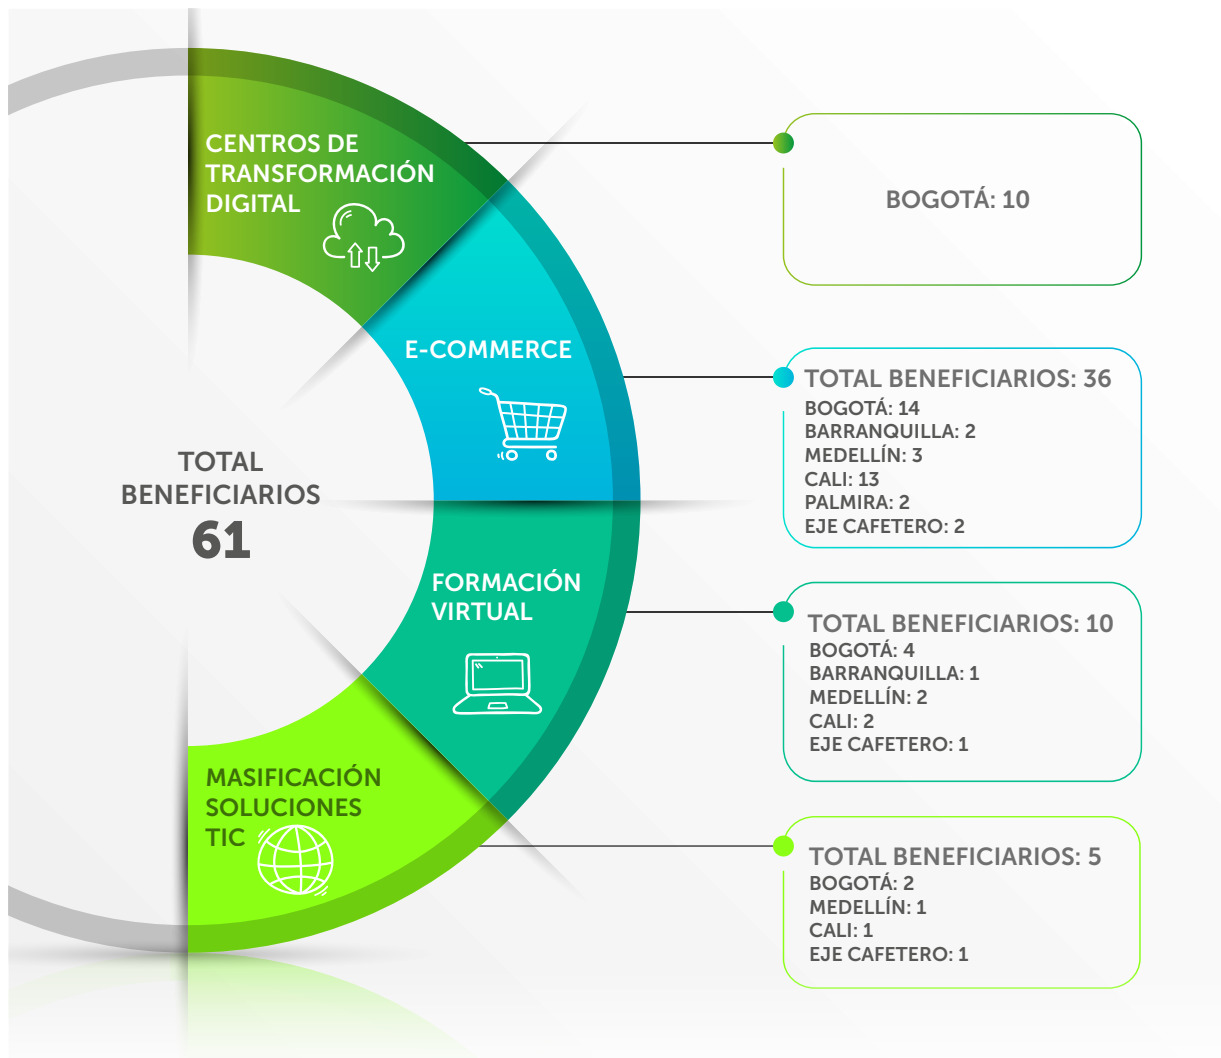 CENTROS DE
TRANSFORMACIÓN
DIGITAL
BOGOTÁ: 10
E-COMMERCE
TOTAL BENEFICIARIOS: 36
BOGOTÁ: 14
BARRANQUILLA: 2
MEDELLÍN: 3
CALI: 13
PALMIRA: 2
EJE CAFETERO: 2
TOTAL
BENEFICIARIOS
61
FORMACIÓN
VIRTUAL
TOTAL BENEFICIARIOS: 10
BOGOTÁ: 4
BARRANQUILLA: 1
MEDELLÍN: 2
CALI: 2
EJE CAFETERO: 1
MASIFICACIÓN
SOLUCIONES
TIC
TOTAL BENEFICIARIOS: 5
BOGOTÁ: 2
MEDELLÍN: 1
CALI: 1
EJE CAFETERO: 1